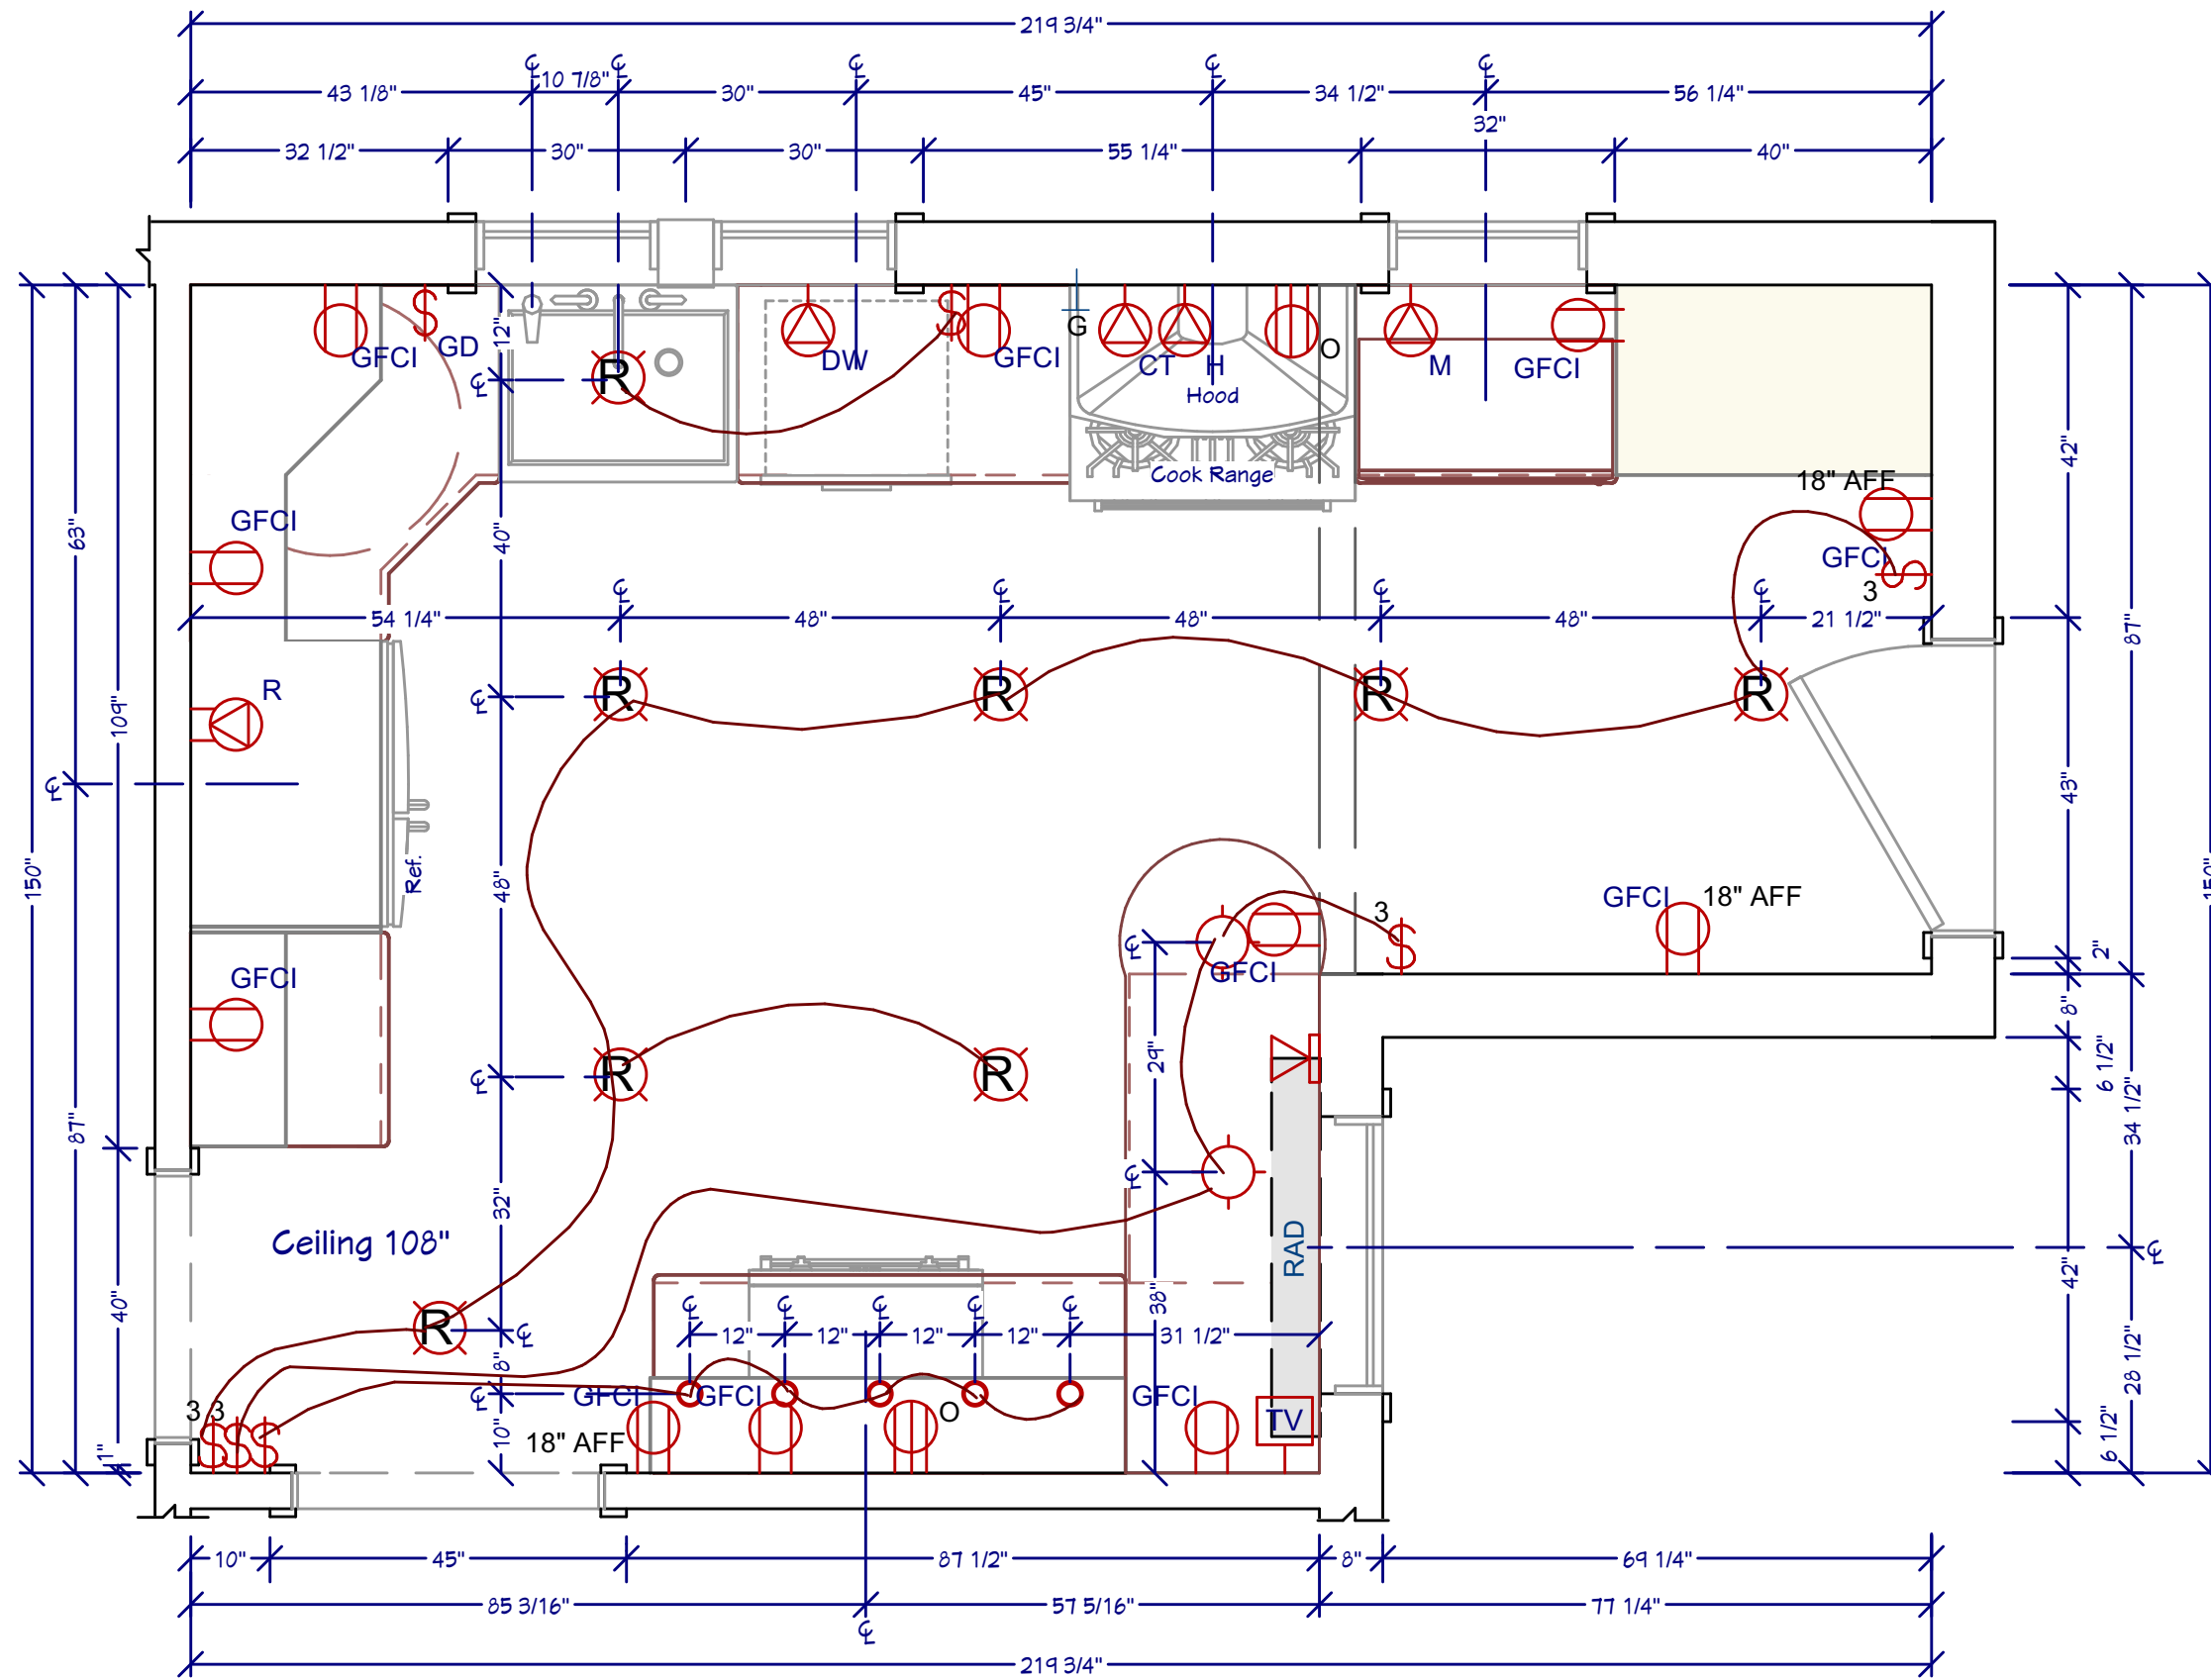 219 3/4"
43 1/8"
10 7/8"
30"
45"
34 1/2"
56 1/4"
32 1/2"
30"
30"
55 1/4"
32"
40"
GFCI
GD
12"
R
DW
GFCI
G
CT
H
Hood
O
M
GFCI
Cook Range
18" AFF
GFCI
3
GFCI
63"
40"
42"
87"
54 1/4"
48"
48"
48"
21 1/2"
R
R
R
R
R
109"
43"
150"
150"
Ref.
48"
GFCI
18" AFF
3
GFCI
GFCI
2"
8"
29"
R
R
6 1/2"
34 1/2"
87"
32"
Ceiling 108"
RAD
42"
40"
38"
R
12"
12"
12"
12"
31 1/2"
8"
28 1/2"
GFCI
GFCI
GFCI
3
3
O
TV
18" AFF
10"
1"
6 1/2"
10"
45"
87 1/2"
8"
69 1/4"
85 3/16"
57 5/16"
77 1/4"
219 3/4"